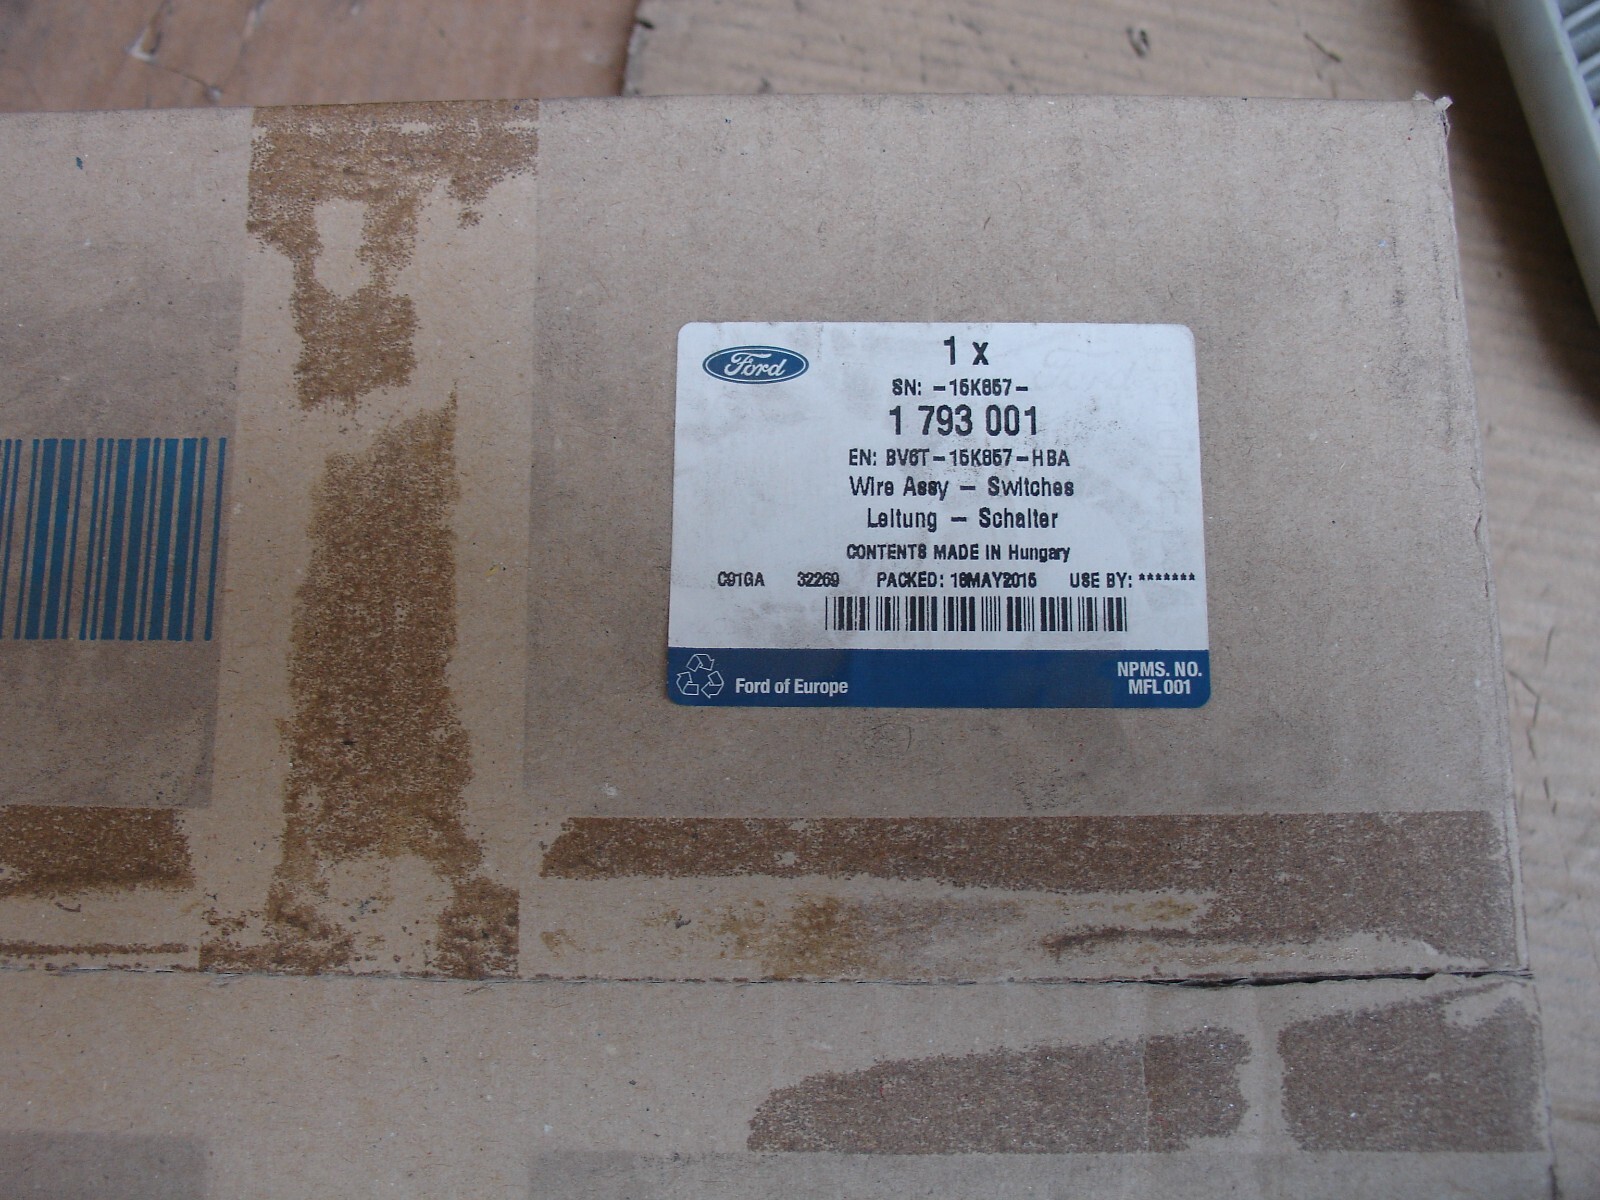 Ford
1 x
SN: -15K857-
1 793 001
EN: BV6T-15K857-HBA
Wire Assy - Switches
Leitung - Schalter
CONTENTS MADE IN Hungary
C91GA 32269 PACKED: 18MAY2015 USE BY: *******
Ford of Europe
NPMS. NO.
MFL 001